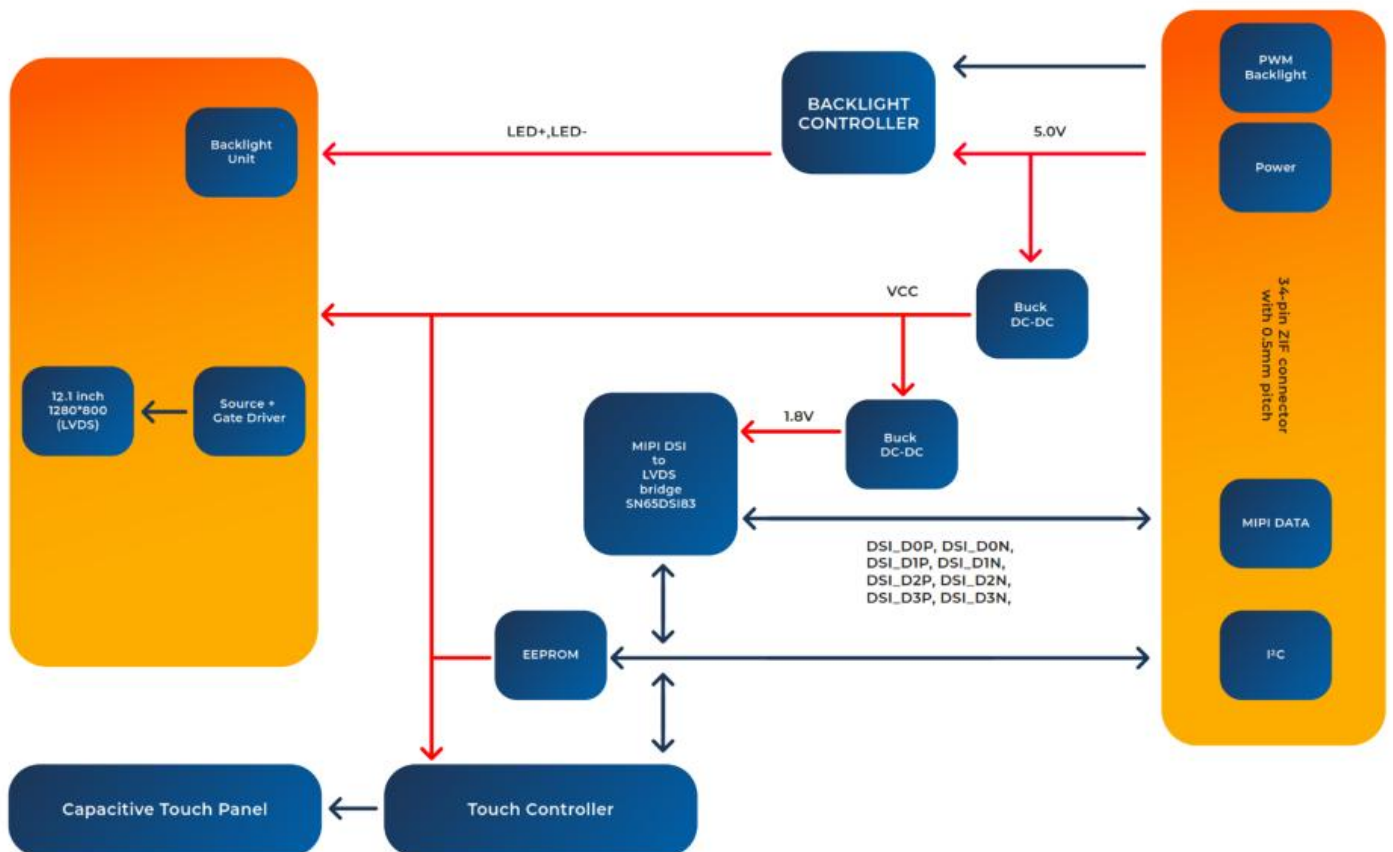 PWM
Backlight
BACKLIGHT
CONTROLLER
LED+,LED-
5.0V
Backlight
Unit
Power
34-pin ZIF connector
with 0.5mm pitch
VCC
Buck
DC-DC
12.1 inch
1280*800
(LVDS)
Source +
Gate Driver
1.8V
Buck
DC-DC
MIPI DSI
to
LVDS
bridge
SN65DSI83
MIPI DATA
DSI_D0P, DSI_D0N,
DSI_D1P, DSI_D1N,
DSI_D2P, DSI_D2N,
DSI_D3P, DSI_D3N,
EEPROM
I²C
Capacitive Touch Panel
Touch Controller